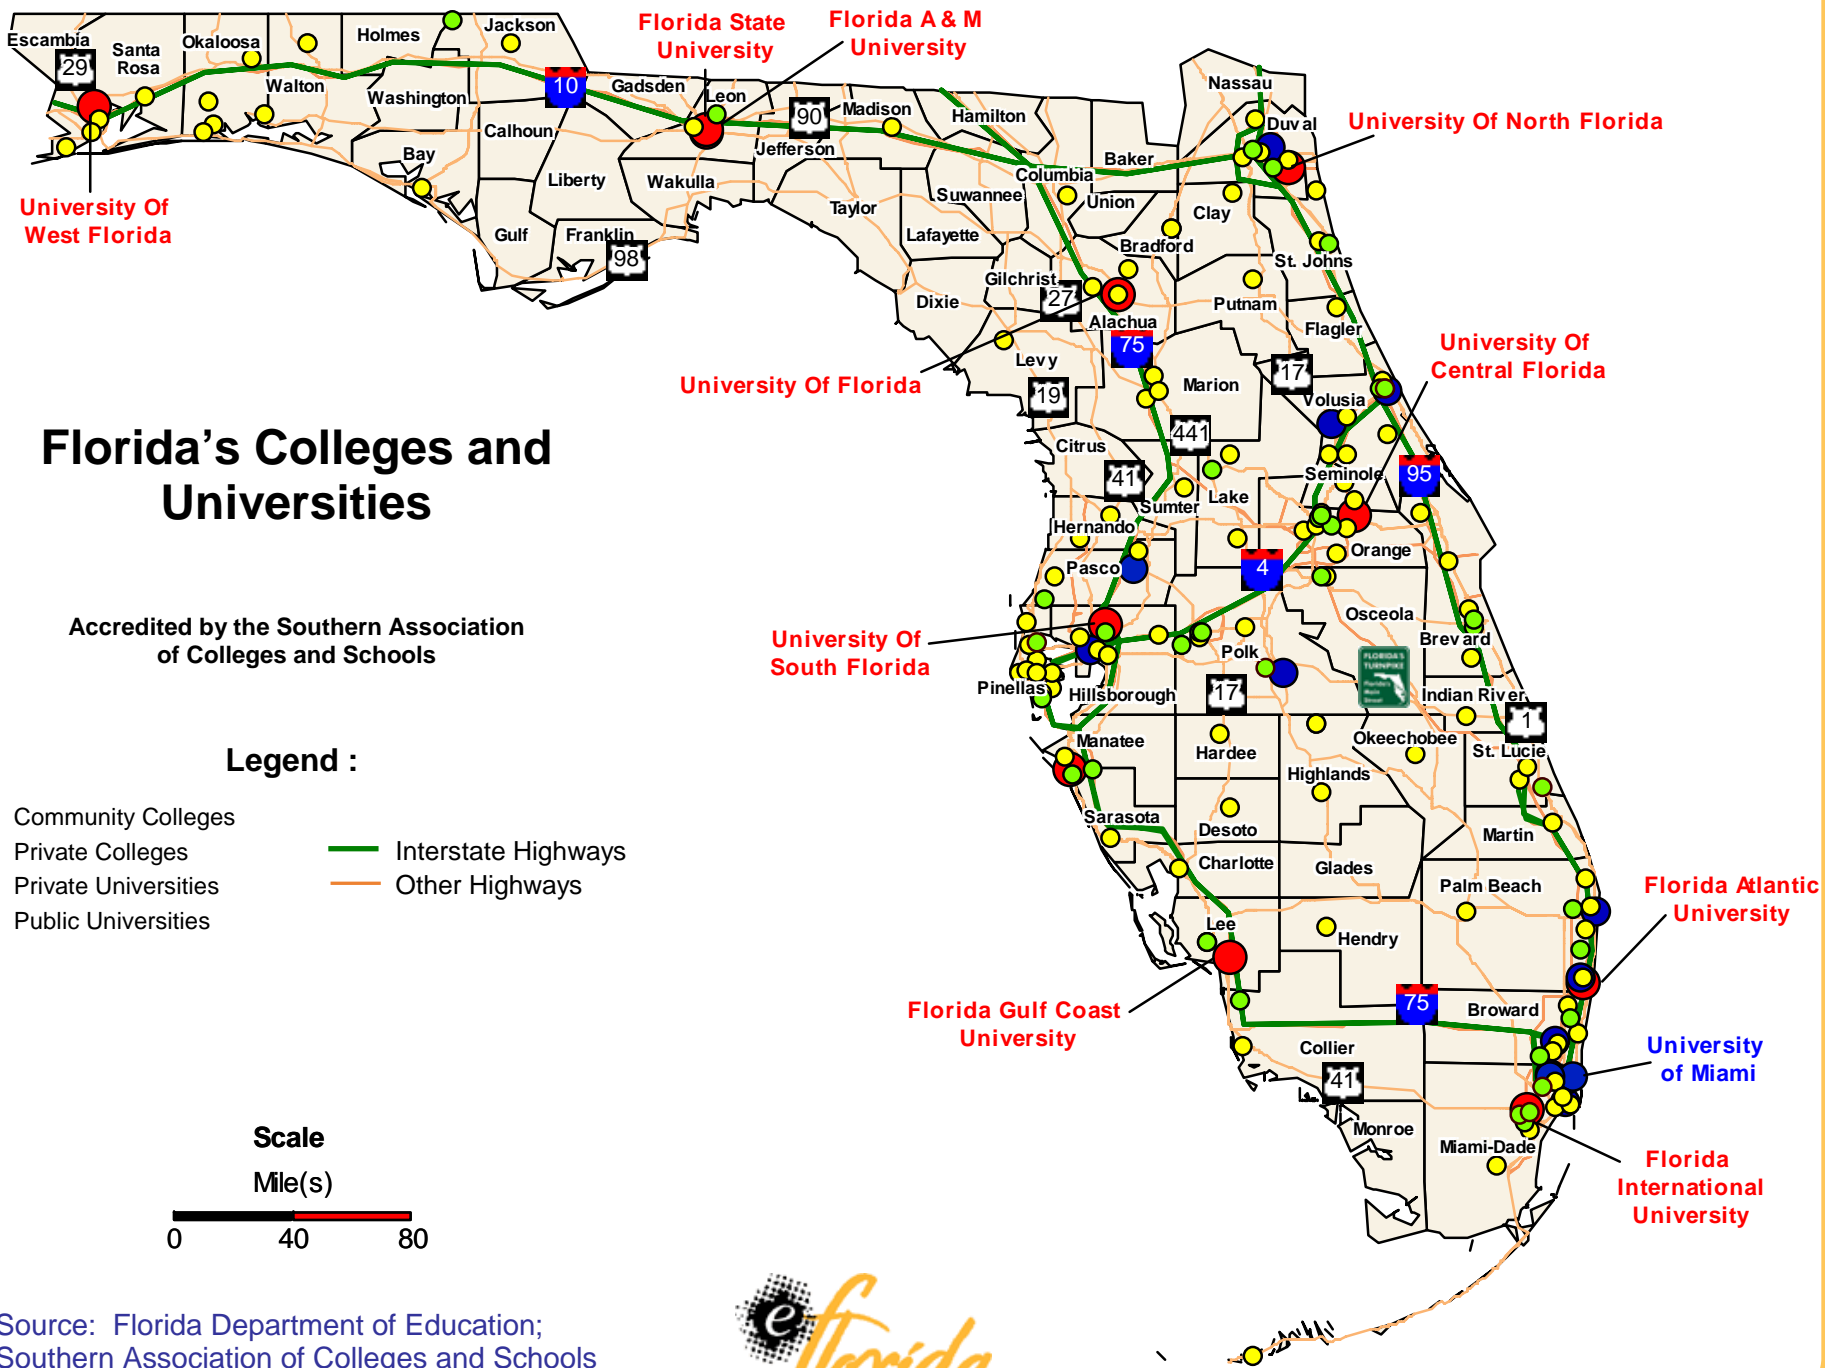 Florida State
University
Florida A & M
University
Escambia
Santa
Rosa
Okaloosa
Walton
Holmes
Jackson
Washington
Calhoun
Bay
Gulf
Liberty
Franklin
Gadsden
Leon
Wakulla
Jefferson
Madison
Taylor
Hamilton
Suwannee
Lafayette
Columbia
Dixie
Gilchrist
Baker
Union
Bradford
Nassau
Duval
Clay
St. Johns
Putnam
Alachua
Levy
Flagler
Marion
Volusia
Citrus
Sumter
Lake
Seminole
Hernando
Orange
Pasco
Osceola
Brevard
Polk
Pinellas
Hillsborough
Indian River
Manatee
Hardee
Okeechobee
St. Lucie
Highlands
Sarasota
Desoto
Martin
Charlotte
Glades
Palm Beach
Lee
Hendry
Broward
Collier
Monroe
Miami-Dade
29
10
90
98
27
75
19
17
441
41
95
4
17
1
75
41
FLORIDA'S
TURNPIKE
University Of
West Florida
University Of North Florida
University Of Florida
University Of
Central Florida
University Of
South Florida
Florida Atlantic
University
Florida Gulf Coast
University
University
of Miami
Florida
International
University
Florida's Colleges and
Universities
Accredited by the Southern Association
of Colleges and Schools
Legend :
Community Colleges
Private Colleges
Private Universities
Public Universities
Interstate Highways
Other Highways
Scale
Mile(s)
0 40 80
Source: Florida Department of Education;
Southern Association of Colleges and Schools
e
florida